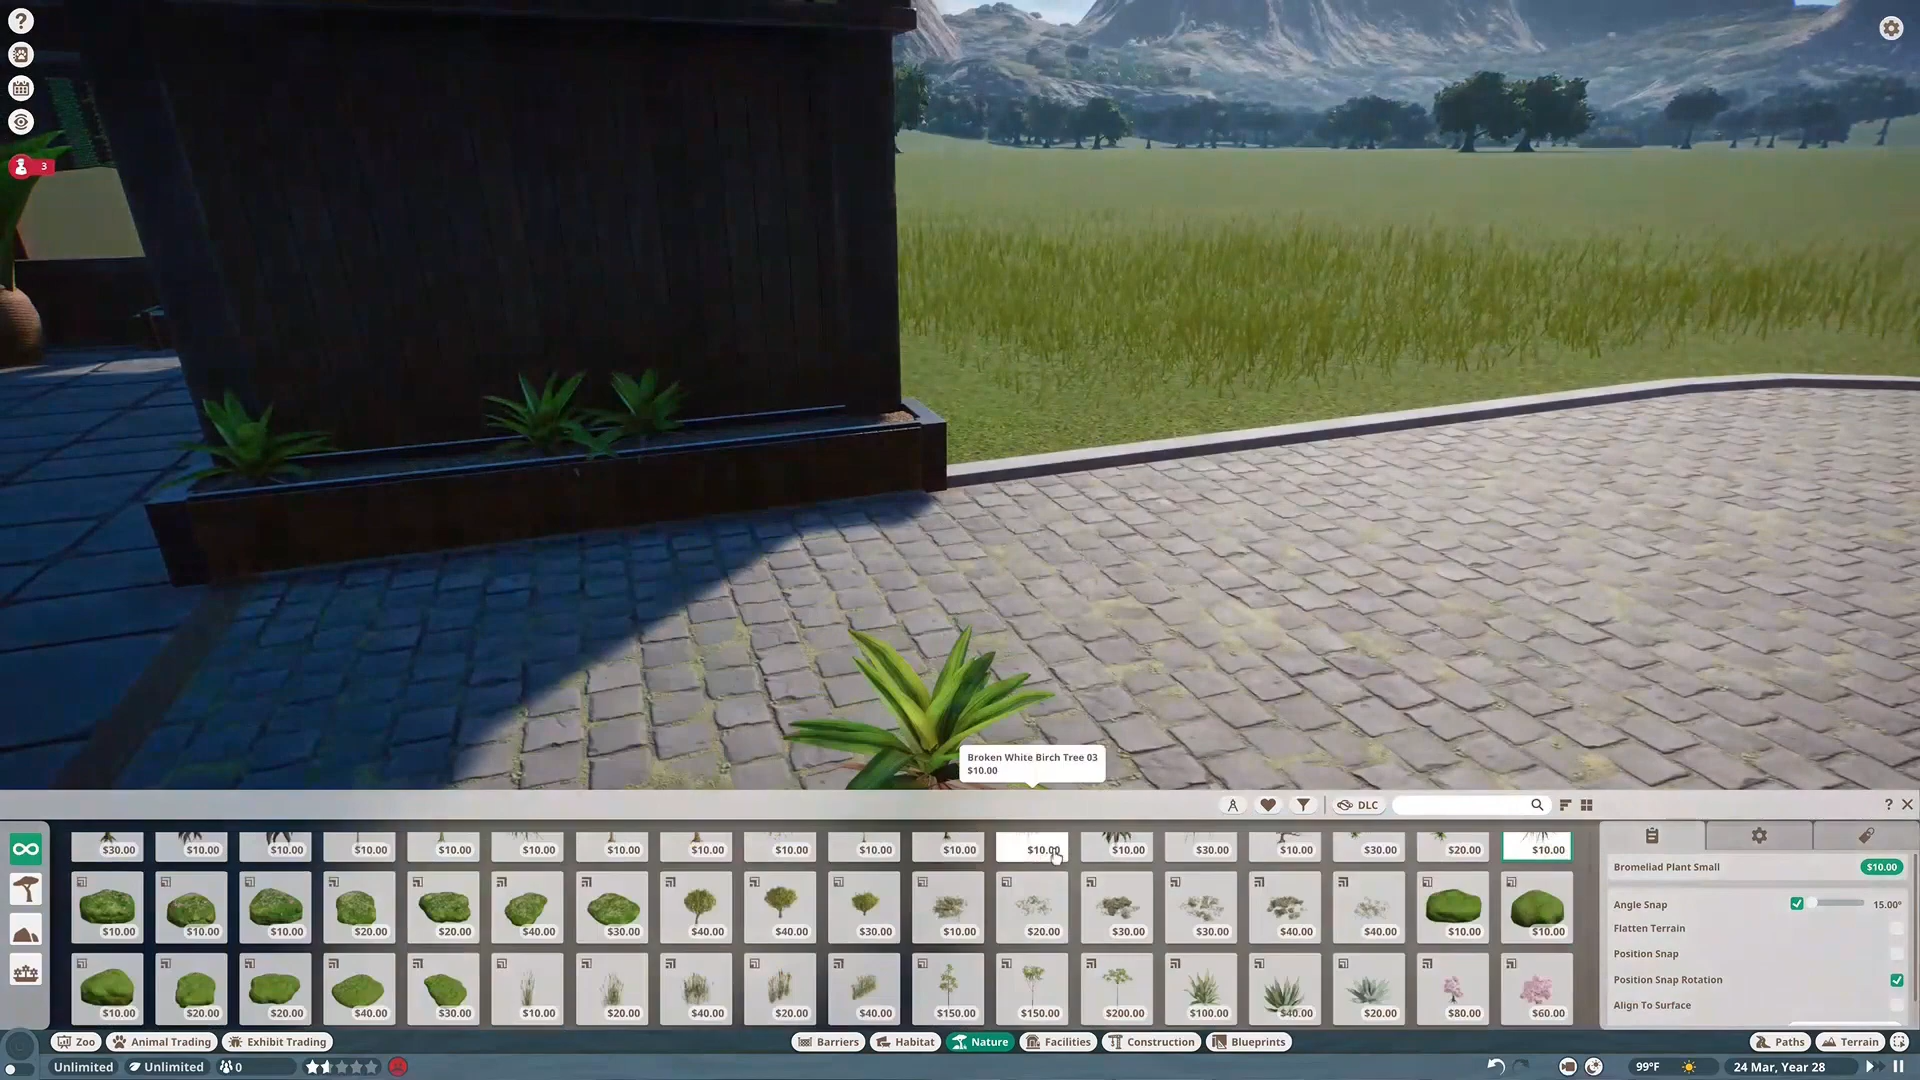 3
Broken White Birch Tree 03
$10.00
DLC
?
$30.00 $10.00 $10.00 $10.00 $10.00 $10.00 $10.00 $10.00 $10.00 $10.00 $10.00 $10.00 $10.00 $30.00 $10.00 $30.00 $20.00 $10.00
$10.00 $10.00 $10.00 $20.00 $20.00 $40.00 $30.00 $40.00 $40.00 $30.00 $10.00 $20.00 $30.00 $30.00 $40.00 $40.00 $10.00 $10.00
$10.00 $20.00 $20.00 $40.00 $30.00 $10.00 $20.00 $40.00 $20.00 $40.00 $150.00 $150.00 $200.00 $100.00 $40.00 $20.00 $80.00 $60.00
Bromeliad Plant Small $10.00
Angle Snap 15.00°
Flatten Terrain
Position Snap
Position Snap Rotation
Align To Surface
Zoo Animal Trading Exhibit Trading Barriers Habitat Nature Facilities Construction Blueprints Paths Terrain
Unlimited Unlimited 0 99°F 24 Mar, Year 28